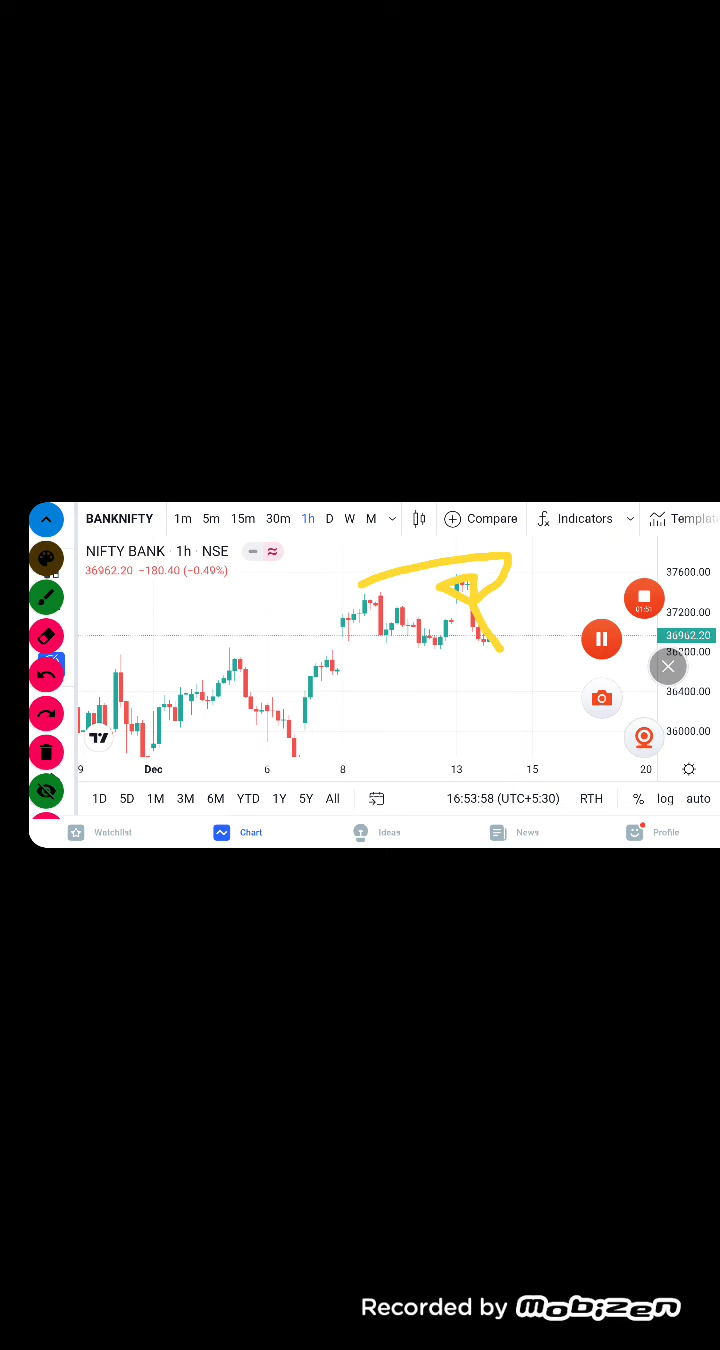 BANKNIFTY 1m 5m 15m 30m 1h D W M Compare Indicators Templat
NIFTY BANK · 1h · NSE
36962.20 −180.40 (−0.49%)
37600.00
01:51
37200.00
36962.20
36400.00
36000.00
9 Dec 6 8 13 15 20
1D 5D 1M 3M 6M YTD 1Y 5Y All 16:53:58 (UTC+5:30) RTH % log auto
Watchlist Chart Ideas News Profile
Recorded by mobizen